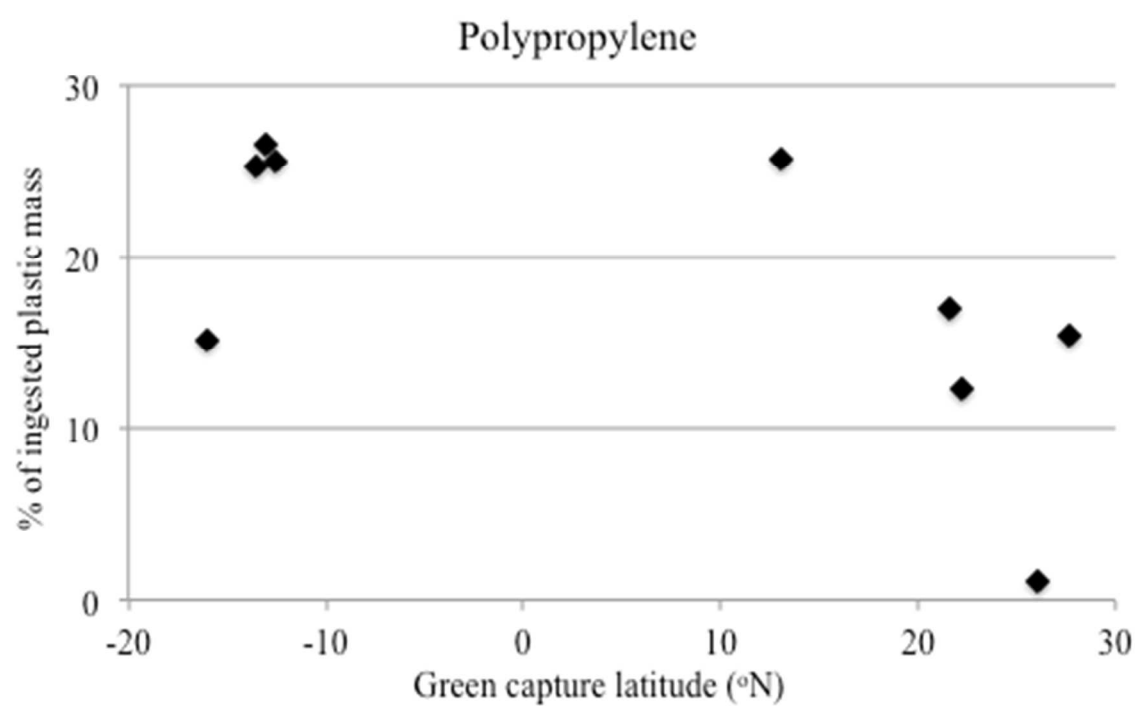 Polypropylene
30
20
10
0
% of ingested plastic mass
-20 -10 0 10 20 30
Green capture latitude (°N)